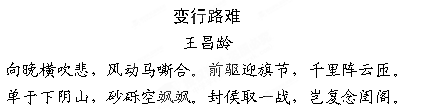 变行路难
王昌龄
向晚横吹悲，风动马嘶合。前驱迎旗节，千里阵云匝。
单于下阴山，砂砾空飒飒。封侯取一战，岂复念闺阁。